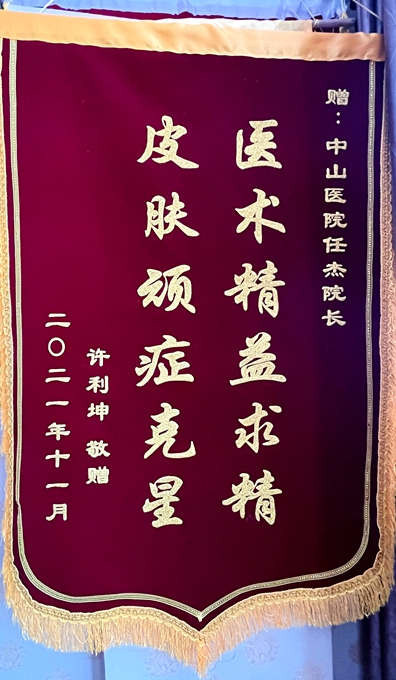 赠：中山医院任杰院长
医术精益求精
皮肤顽症克星
许利坤 敬赠
二〇二一年十一月